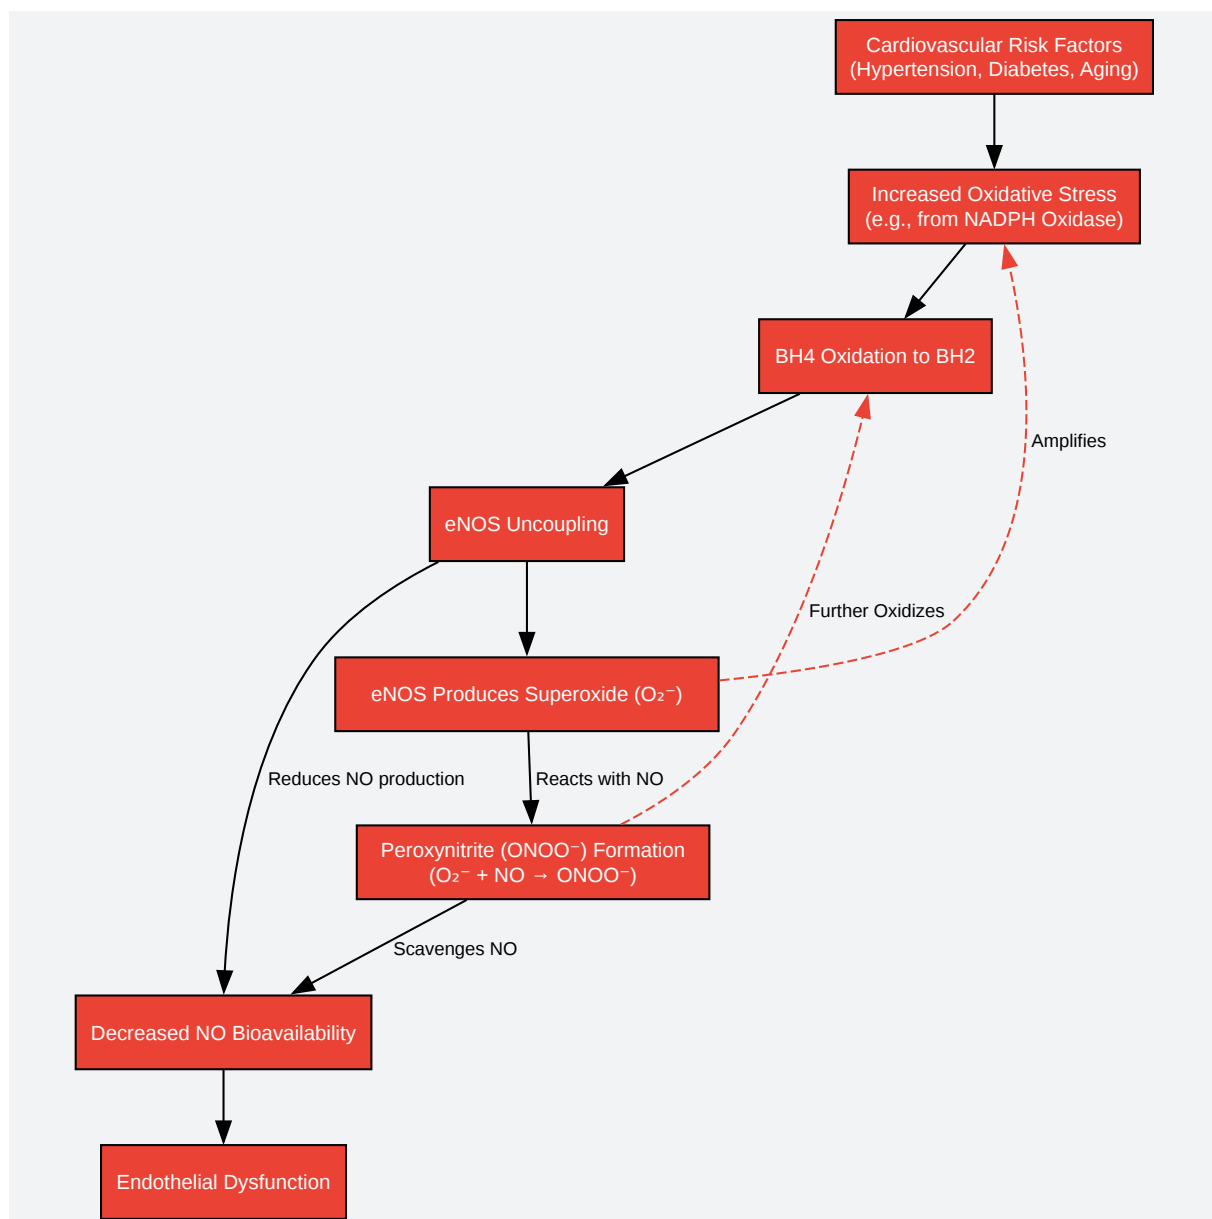 Cardiovascular Risk Factors
(Hypertension, Diabetes, Aging)
Increased Oxidative Stress
(e.g., from NADPH Oxidase)
BH4 Oxidation to BH2
Amplifies
eNOS Uncoupling
Further Oxidizes
eNOS Produces Superoxide (O₂⁻)
Reduces NO production
Reacts with NO
Peroxynitrite (ONOO⁻) Formation
(O₂⁻ + NO → ONOO⁻)
Scavenges NO
Decreased NO Bioavailability
Endothelial Dysfunction